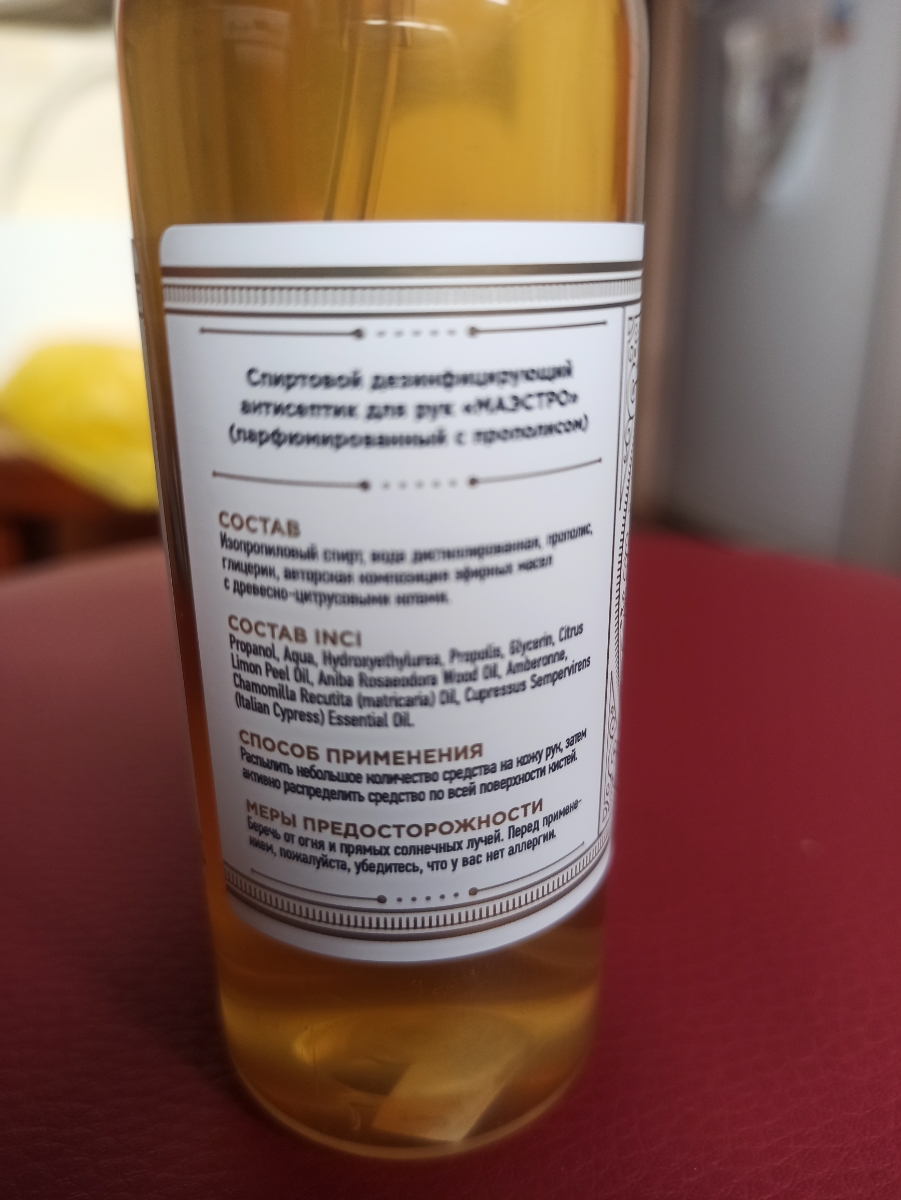 Спиртовой дезинфицирующий
антисептик для рук «МАЭСТРО»
(парфюмированный с прополисом)
СОСТАВ
Изопропиловый спирт, вода дистиллированная, прополис,
глицерин, авторская композиция эфирных масел
с древесно-цитрусовыми нотами.
СОСТАВ INCI
Propanol, Aqua, Hydroxyethylurea, Propolis, Glycerin, Citrus
Limon Peel Oil, Aniba Rosaeodora Wood Oil, Amberonne,
Chamomilla Recutita (matricaria) Oil, Cupressus Sempervirens
(Italian Cypress) Essential Oil.
СПОСОБ ПРИМЕНЕНИЯ
Распылить небольшое количество средства на кожу рук, затем
активно распределить средство по всей поверхности кистей.
МЕРЫ ПРЕДОСТОРОЖНОСТИ
Беречь от огня и прямых солнечных лучей. Перед примене-
нием, пожалуйста, убедитесь, что у вас нет аллергии.